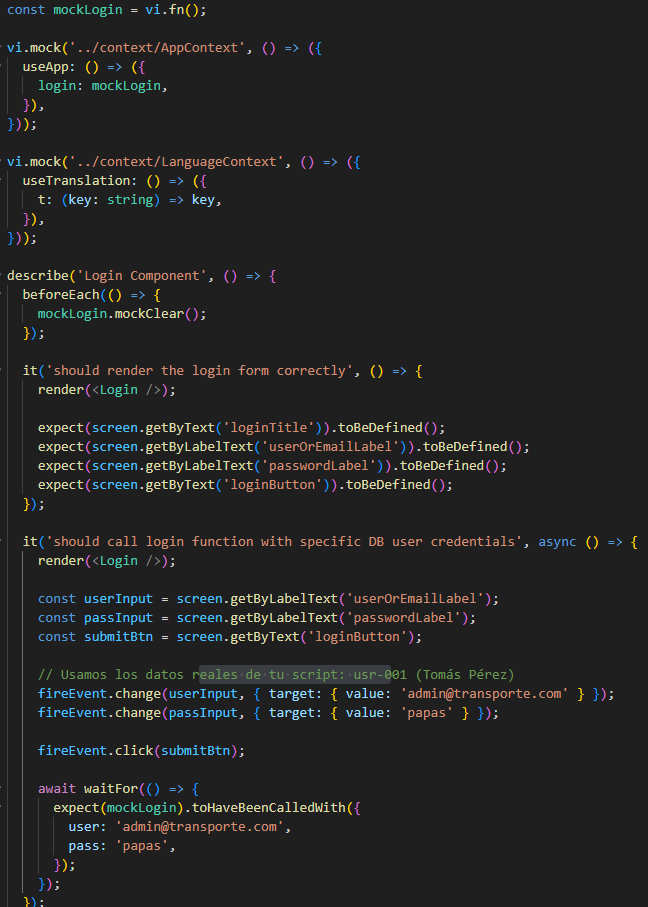 const mockLogin = vi.fn();
vi.mock('../context/AppContext', () => ({
  useApp: () => ({
    login: mockLogin,
  }),
}));
vi.mock('../context/LanguageContext', () => ({
  useTranslation: () => ({
    t: (key: string) => key,
  }),
}));
describe('Login Component', () => {
  beforeEach(() => {
    mockLogin.mockClear();
  });
  it('should render the login form correctly', () => {
    render(<Login />);
    expect(screen.getByText('loginTitle')).toBeDefined();
    expect(screen.getByLabelText('userOrEmailLabel')).toBeDefined();
    expect(screen.getByLabelText('passwordLabel')).toBeDefined();
    expect(screen.getByText('loginButton')).toBeDefined();
  });
  it('should call login function with specific DB user credentials', async () => {
    render(<Login />);
    const userInput = screen.getByLabelText('userOrEmailLabel');
    const passInput = screen.getByLabelText('passwordLabel');
    const submitBtn = screen.getByText('loginButton');
    // Usamos los datos reales de tu script: usr-001 (Tomás Pérez)
    fireEvent.change(userInput, { target: { value: 'admin@transporte.com' } });
    fireEvent.change(passInput, { target: { value: 'papas' } });
    fireEvent.click(submitBtn);
    await waitFor(() => {
      expect(mockLogin).toHaveBeenCalledWith({
        user: 'admin@transporte.com',
        pass: 'papas',
      });
    });
  });